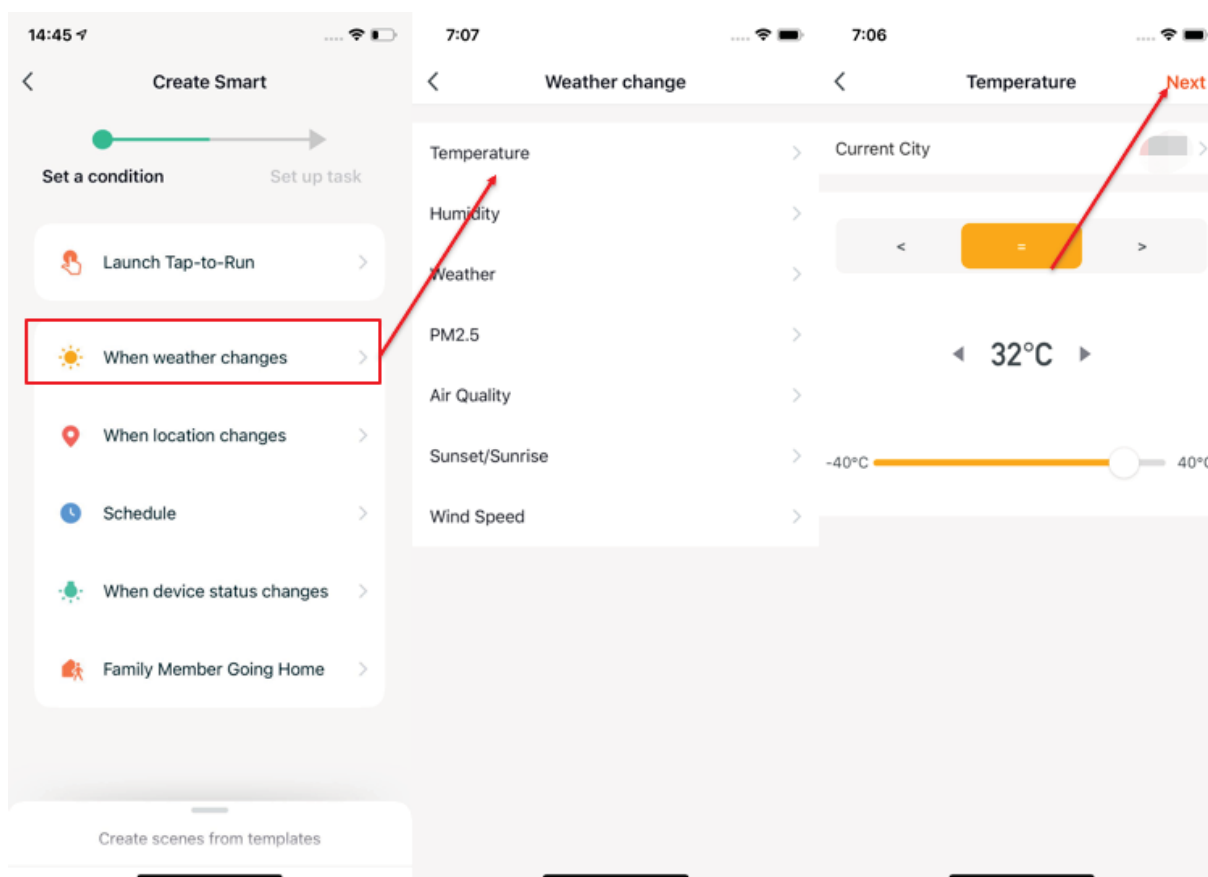 14:45
Create Smart
Set a condition
Set up task
Launch Tap-to-Run
When weather changes
When location changes
Schedule
When device status changes
Family Member Going Home
Create scenes from templates
7:07
Weather change
Temperature
Humidity
Weather
PM2.5
Air Quality
Sunset/Sunrise
Wind Speed
7:06
Temperature
Next
Current City
<
=
>
32°C
-40°C
40°C